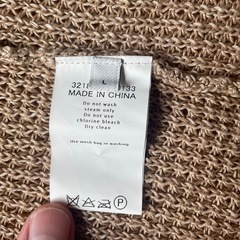 L
MADE IN CHINA
Do not wash
steam only
Do not use
chlorine bleach
Dry clean
Use mesh bag in washing